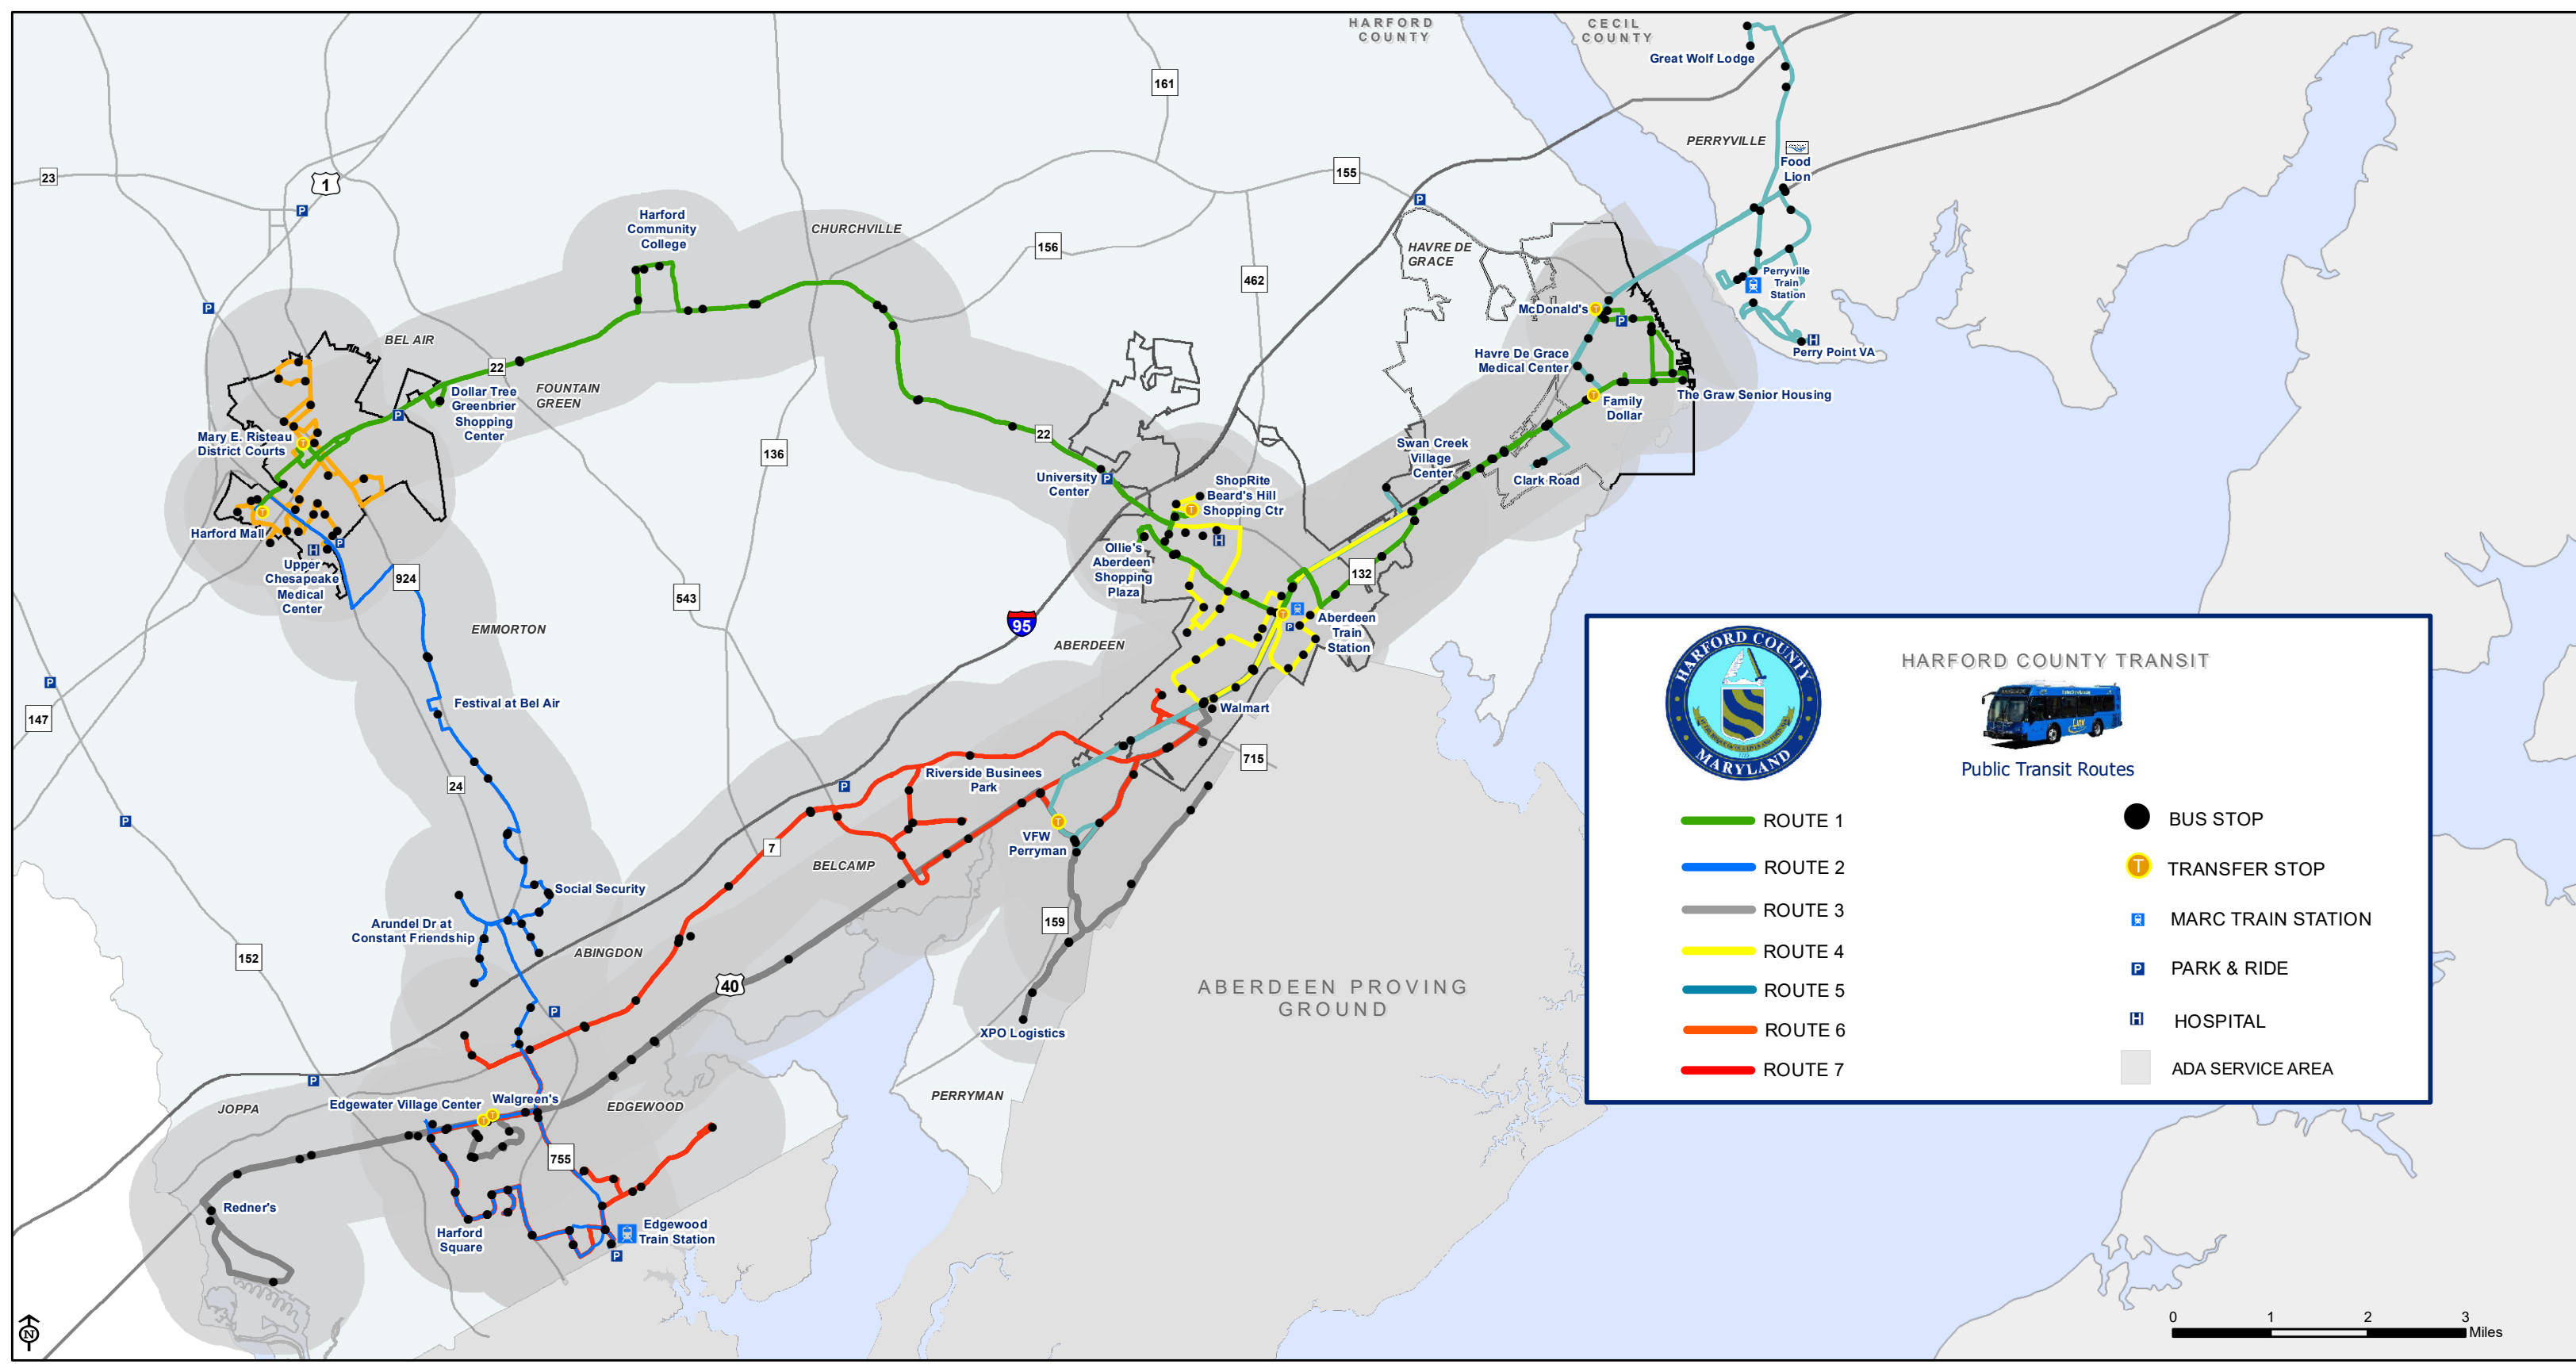 HARFORD
COUNTY
CECIL
COUNTY
Great Wolf Lodge
161
PERRYVILLE
Food
Lion
155
23
1
Harford
Community
College
CHURCHVILLE
156
HAVRE DE
GRACE
462
Perryville
Train
Station
McDonald's
Perry Point VA
BEL AIR
22
FOUNTAIN
GREEN
Havre De Grace
Medical Center
Dollar Tree
Greenbrier
Shopping
Center
Family
Dollar
The Graw Senior Housing
Mary E. Risteau
District Courts
22
136
Swan Creek
Village
Center
Clark Road
University
Center
ShopRite
Beard's Hill
Shopping Ctr
Harford Mall
Upper
Chesapeake
Medical
Center
924
Ollie's
Aberdeen
Shopping
Plaza
132
543
95
EMMORTON
ABERDEEN
Aberdeen
Train
Station
147
Festival at Bel Air
Walmart
24
715
Riverside Businees
Park
VFW
Perryman
7
BELCAMP
Social Security
Arundel Dr at
Constant Friendship
159
152
ABINGDON
40
ABERDEEN PROVING
GROUND
XPO Logistics
JOPPA
Edgewater Village Center
Walgreen's
EDGEWOOD
PERRYMAN
755
Redner's
Harford
Square
Edgewood
Train Station
HARFORD COUNTY
MARYLAND
HARFORD COUNTY TRANSIT
Public Transit Routes
ROUTE 1
ROUTE 2
ROUTE 3
ROUTE 4
ROUTE 5
ROUTE 6
ROUTE 7
BUS STOP
T TRANSFER STOP
MARC TRAIN STATION
P PARK & RIDE
H HOSPITAL
ADA SERVICE AREA
N
0 1 2 3
Miles